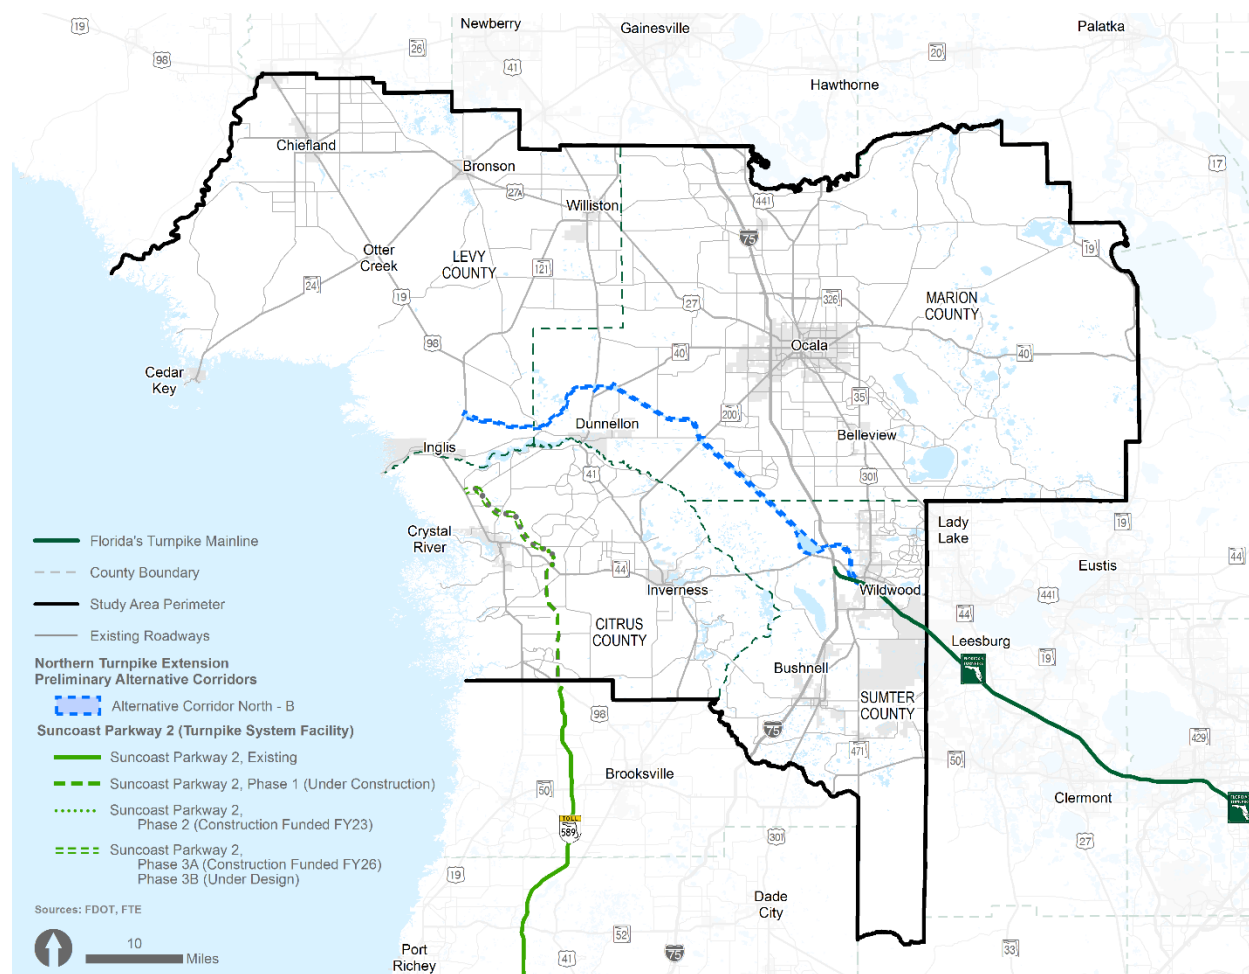 Newberry
Gainesville
Palatka
19
98
26
41
20
Hawthorne
Chiefland
Bronson
27A
Williston
441
75
17
19
Otter
Creek
LEVY
COUNTY
121
24
19
27
326
MARION
COUNTY
98
40
Ocala
40
Cedar
Key
35
200
Dunnellon
Belleview
Inglis
41
301
Crystal
River
Lady
Lake
19
44
Eustis
44
Inverness
Wildwood
441
44
Leesburg
19
CITRUS
COUNTY
Bushnell
SUMTER
COUNTY
98
75
471
429
50
Brooksville
50
Clermont
TOLL
589
301
27
19
Dade
City
52
33
Port
Richey
41
75
Florida's Turnpike Mainline
County Boundary
Study Area Perimeter
Existing Roadways
Northern Turnpike Extension
Preliminary Alternative Corridors
Alternative Corridor North - B
Suncoast Parkway 2 (Turnpike System Facility)
Suncoast Parkway 2, Existing
Suncoast Parkway 2, Phase 1 (Under Construction)
Suncoast Parkway 2,
Phase 2 (Construction Funded FY23)
Suncoast Parkway 2,
Phase 3A (Construction Funded FY26)
Phase 3B (Under Design)
Sources: FDOT, FTE
10
Miles